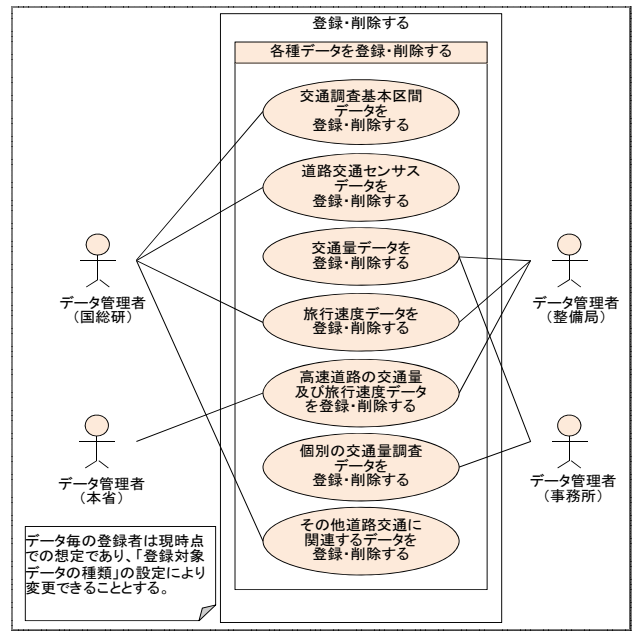 登録・削除する
各種データを登録・削除する
交通調査基本区間
データを
登録・削除する
道路交通センサス
データを
登録・削除する
交通量データを
登録・削除する
旅行速度データを
登録・削除する
高速道路の交通量
及び旅行速度データ
を登録・削除する
個別の交通量調査
データを
登録・削除する
その他道路交通に
関連するデータを
登録・削除する
データ管理者
（国総研）
データ管理者
（本省）
データ管理者
（整備局）
データ管理者
（事務所）
データ毎の登録者は現時点
での想定であり、「登録対象
データの種類」の設定により
変更できることとする。